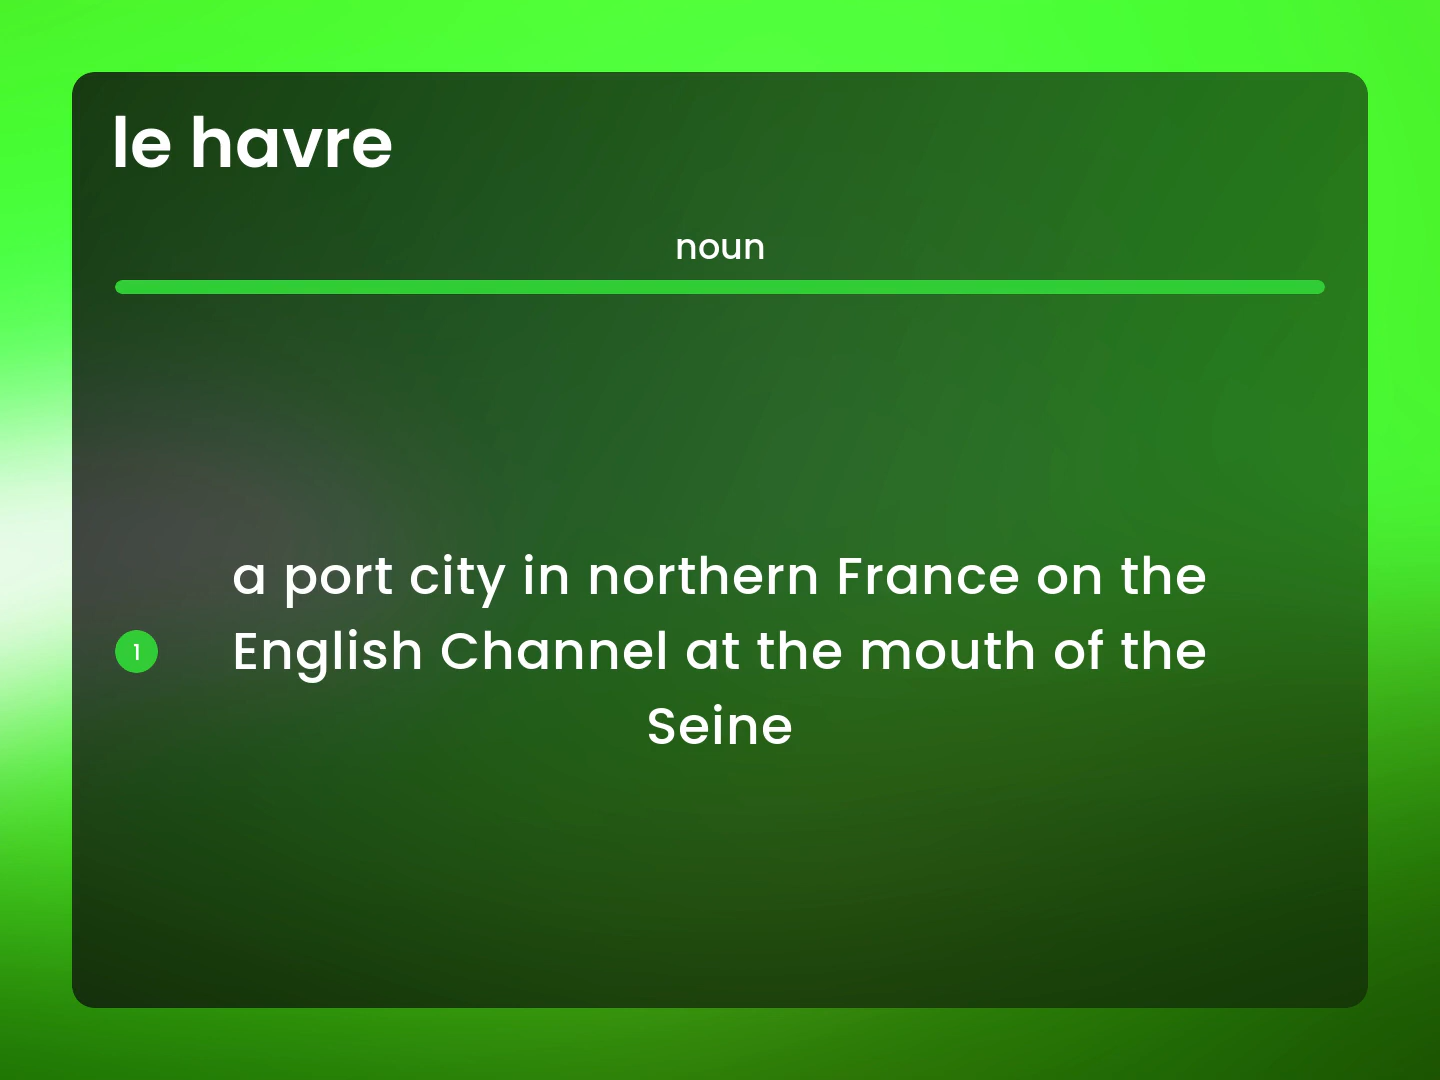 le havre
noun
a port city in northern France on the
1 English Channel at the mouth of the
Seine